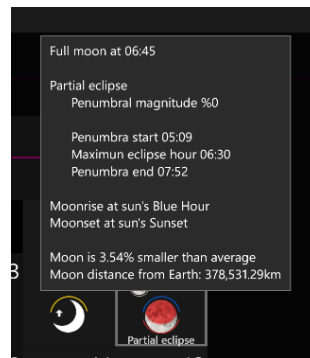 Full moon at 06:45
Partial eclipse
Penumbral magnitude %0
Penumbra start 05:09
Maximun eclipse hour 06:30
Penumbra end 07:52
Moonrise at sun's Blue Hour
Moonset at sun's Sunset
Moon is 3.54% smaller than average
Moon distance from Earth: 378,531.29km
Partial eclipse